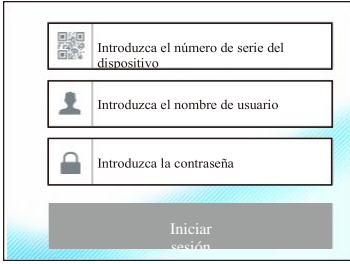 Introduzca el número de serie del
dispositivo
Introduzca el nombre de usuario
Introduzca la contraseña
Iniciar
sesión